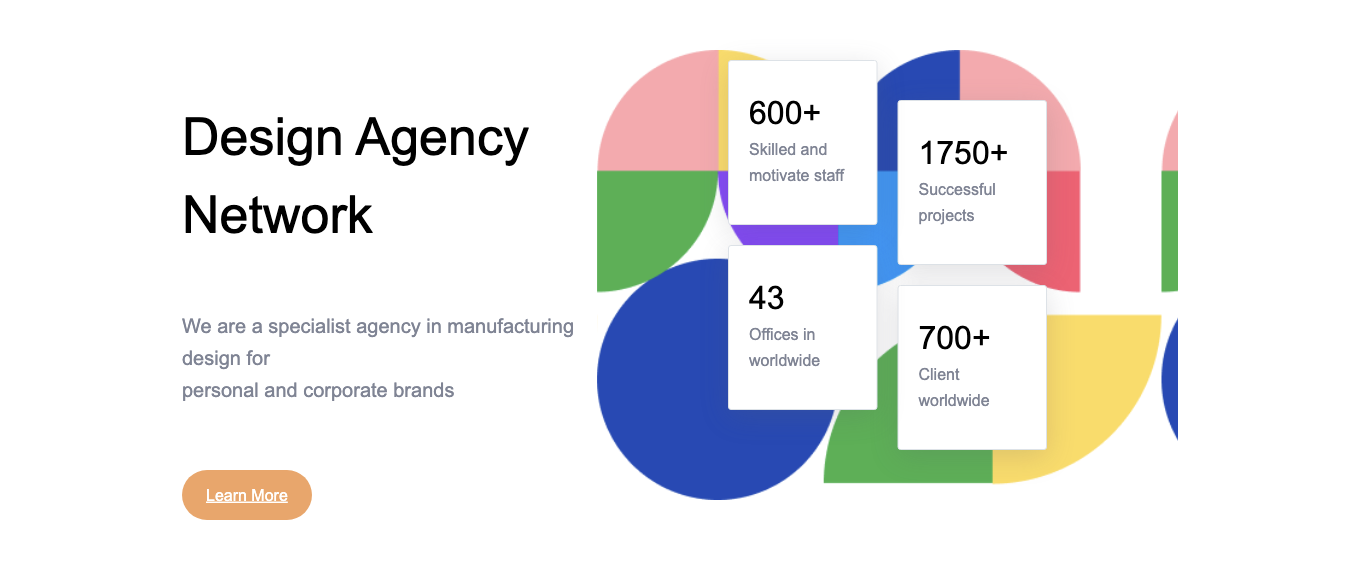 Design Agency
Network
We are a specialist agency in manufacturing
design for
personal and corporate brands
Learn More
600+
Skilled and
motivate staff
1750+
Successful
projects
43
Offices in
worldwide
700+
Client
worldwide